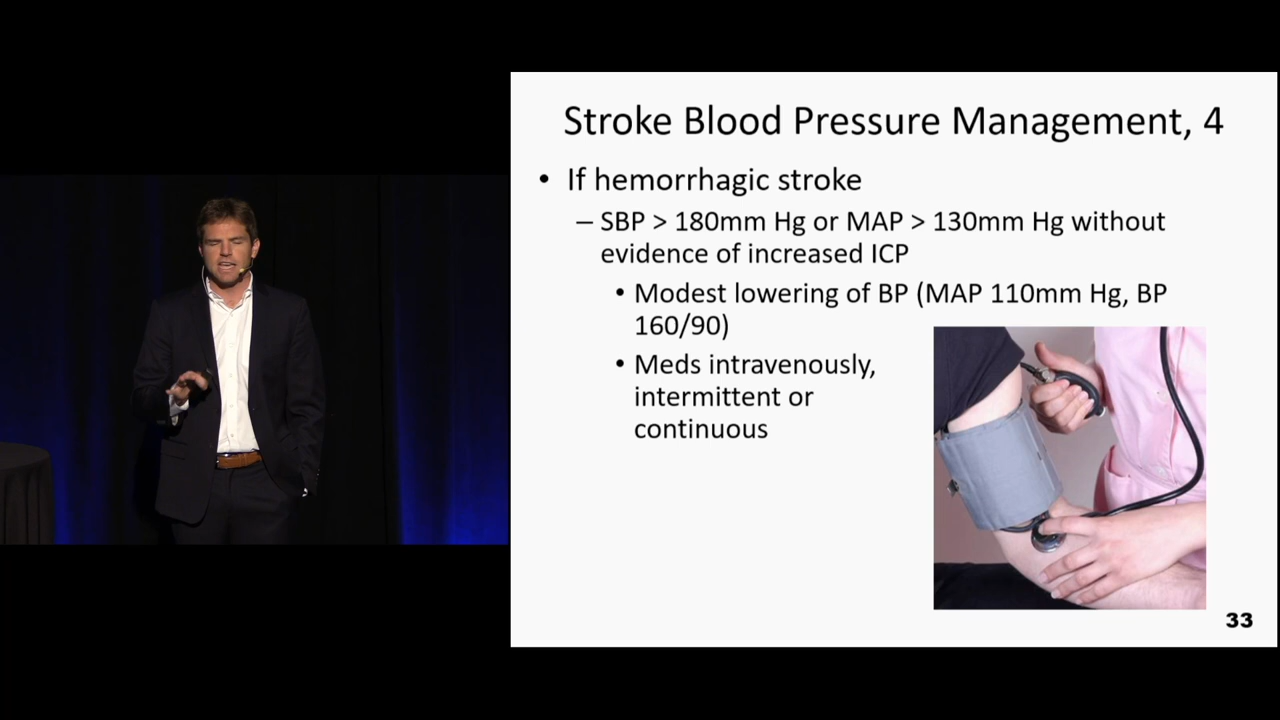 Stroke Blood Pressure Management, 4
• If hemorrhagic stroke
– SBP > 180mm Hg or MAP > 130mm Hg without
evidence of increased ICP
• Modest lowering of BP (MAP 110mm Hg, BP
160/90)
• Meds intravenously,
intermittent or
continuous
33